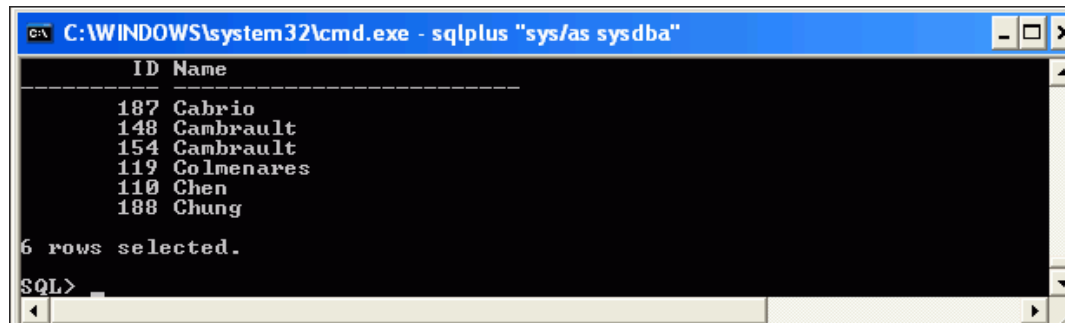 C:\WINDOWS\system32\cmd.exe - sqlplus "sys/as sysdba"
ID Name
---------- -------------------------
187 Cabrio
148 Cambrault
154 Cambrault
119 Colmenares
110 Chen
188 Chung
6 rows selected.
SQL> _